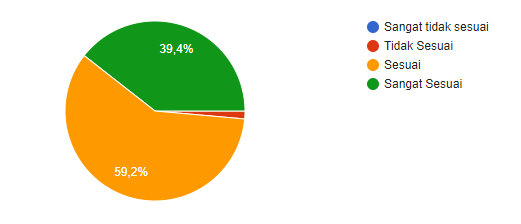 39,4%
59,2%
Sangat tidak sesuai
Tidak Sesuai
Sesuai
Sangat Sesuai